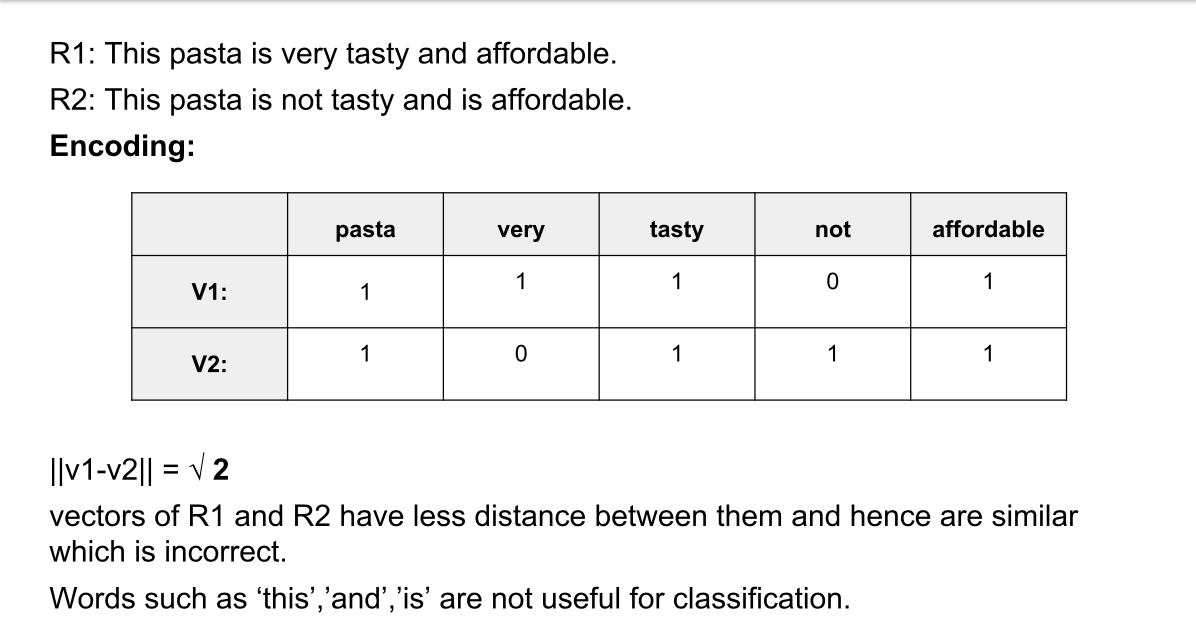 R1: This pasta is very tasty and affordable.
R2: This pasta is not tasty and is affordable.
Encoding:
pasta very tasty not affordable
V1: 1 1 1 0 1
V2: 1 0 1 1 1
||v1-v2|| = √ 2
vectors of R1 and R2 have less distance between them and hence are similar
which is incorrect.
Words such as ‘this’,’and’,’is’ are not useful for classification.